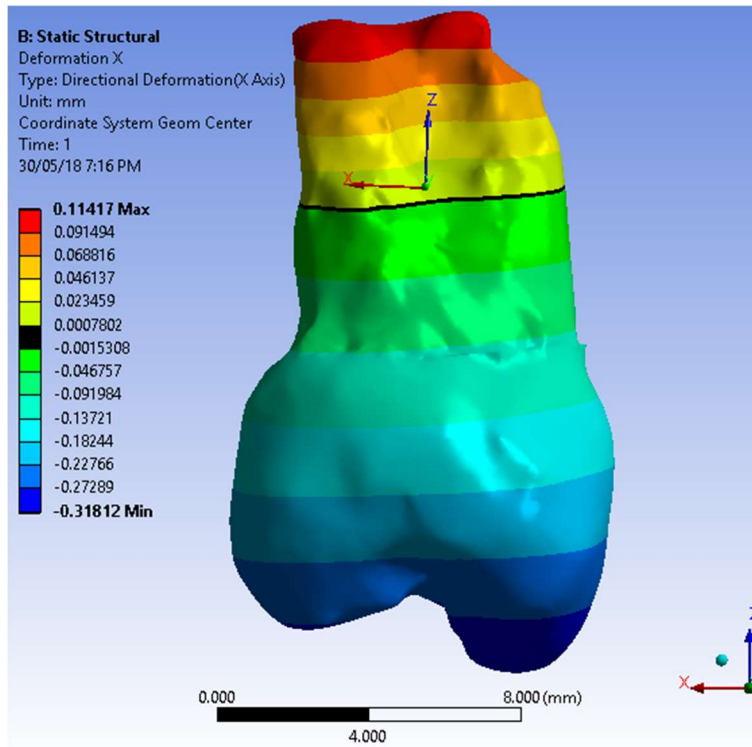 B: Static Structural
Deformation X
Type: Directional Deformation(X Axis)
Unit: mm
Coordinate System Geom Center
Time: 1
30/05/18 7:16 PM
0.11417 Max
0.091494
0.068816
0.046137
0.023459
0.0007802
-0.0015308
-0.046757
-0.091984
-0.13721
-0.18244
-0.22766
-0.27289
-0.31812 Min
Z
X
Z
X
0.000
8.000 (mm)
4.000